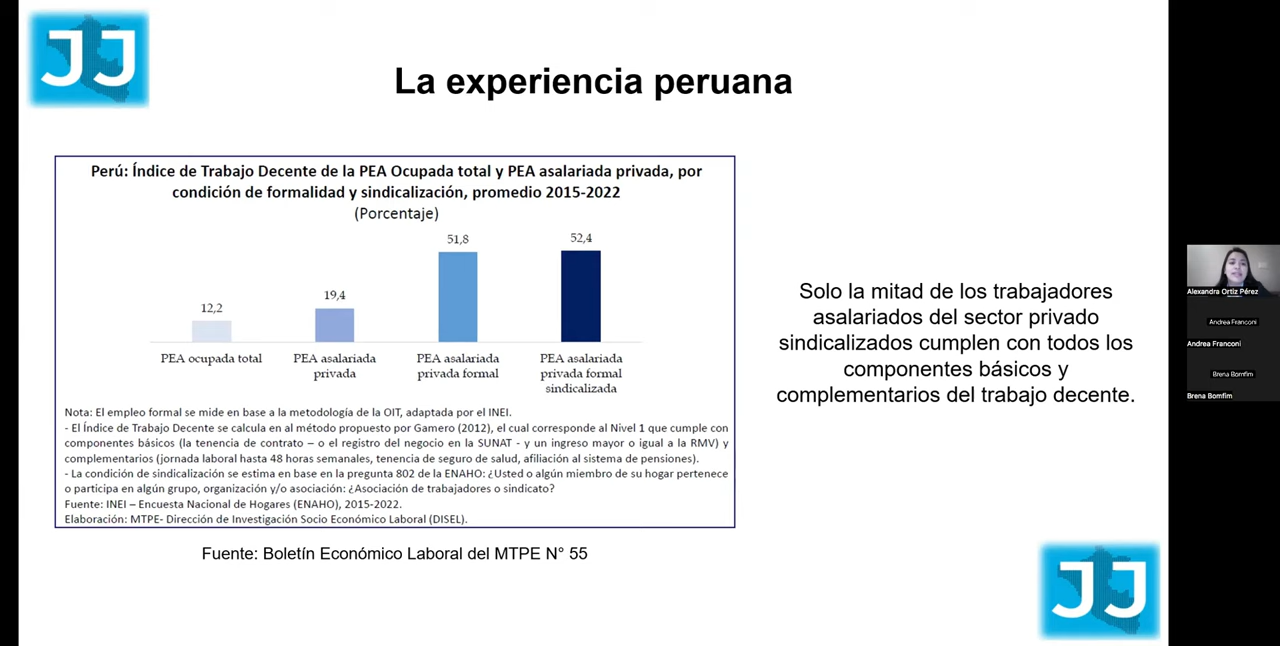 JJ
La experiencia peruana
Perú: Índice de Trabajo Decente de la PEA Ocupada total y PEA asalariada privada, por
condición de formalidad y sindicalización, promedio 2015-2022
(Porcentaje)
12,2
19,4
51,8
52,4
PEA ocupada total
PEA asalariada
privada
PEA asalariada
privada formal
PEA asalariada
privada formal
sindicalizada
Nota: El empleo formal se mide en base a la metodología de la OIT, adaptada por el INEI.
- El Índice de Trabajo Decente se calcula en al método propuesto por Gamero (2012), el cual corresponde al Nivel 1 que cumple con
componentes básicos (la tenencia de contrato – o el registro del negocio en la SUNAT - y un ingreso mayor o igual a la RMV) y
complementarios (jornada laboral hasta 48 horas semanales, tenencia de seguro de salud, afiliación al sistema de pensiones).
- La condición de sindicalización se estima en base en la pregunta 802 de la ENAHO: ¿Usted o algún miembro de su hogar pertenece
o participa en algún grupo, organización y/o asociación: ¿Asociación de trabajadores o sindicato?
Fuente: INEI – Encuesta Nacional de Hogares (ENAHO), 2015-2022.
Elaboración: MTPE- Dirección de Investigación Socio Económico Laboral (DISEL).
Fuente: Boletín Económico Laboral del MTPE N° 55
Solo la mitad de los trabajadores
asalariados del sector privado
sindicalizados cumplen con todos los
componentes básicos y
complementarios del trabajo decente.
JJ
Alexandra Ortiz Pérez
Andrea Franconi
Andrea Franconi
Brena Bomfim
Brena Bomfim